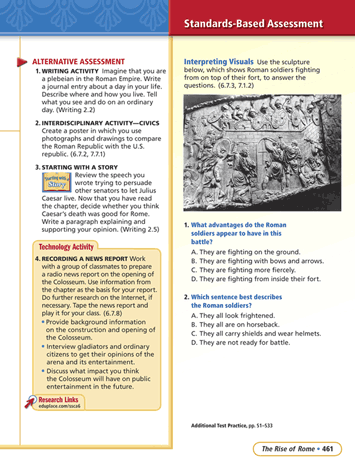 Standards-Based Assessment
ALTERNATIVE ASSESSMENT
1. WRITING ACTIVITY Imagine that you are
a plebeian in the Roman Empire. Write
a journal entry about a day in your life.
Describe where and how you live. Tell
what you see and do on an ordinary
day. (Writing 2.2)
2. INTERDISCIPLINARY ACTIVITY—CIVICS
Create a poster in which you use
photographs and drawings to compare
the Roman Republic with the U.S.
republic. (6.7.2, 7.7.1)
3. STARTING WITH A STORY
Starting with a
Story
Review the speech you
wrote trying to persuade
other senators to let Julius
Caesar live. Now that you have read
the chapter, decide whether you think
Caesar's death was good for Rome.
Write a paragraph explaining and
supporting your opinion. (Writing 2.5)
Technology Activity
4. RECORDING A NEWS REPORT Work
with a group of classmates to prepare
a radio news report on the opening of
the Colosseum. Use information from
the chapter as the basis for your report.
Do further research on the Internet, if
necessary. Tape the news report and
play it for your class. (6.7.8)
• Provide background information
on the construction and opening of
the Colosseum.
• Interview gladiators and ordinary
citizens to get their opinions of the
arena and its entertainment.
• Discuss what impact you think
the Colosseum will have on public
entertainment in the future.
Research Links
eduplace.com/ssca6
Interpreting Visuals Use the sculpture
below, which shows Roman soldiers fighting
from on top of their fort, to answer the
questions. (6.7.3, 7.1.2)
1. What advantages do the Roman
soldiers appear to have in this
battle?
A. They are fighting on the ground.
B. They are fighting with bows and arrows.
C. They are fighting more fiercely.
D. They are fighting from inside their fort.
2. Which sentence best describes
the Roman soldiers?
A. They all look frightened.
B. They all are on horseback.
C. They all carry shields and wear helmets.
D. They are not ready for battle.
Additional Test Practice, pp. S1–S33
The Rise of Rome • 461